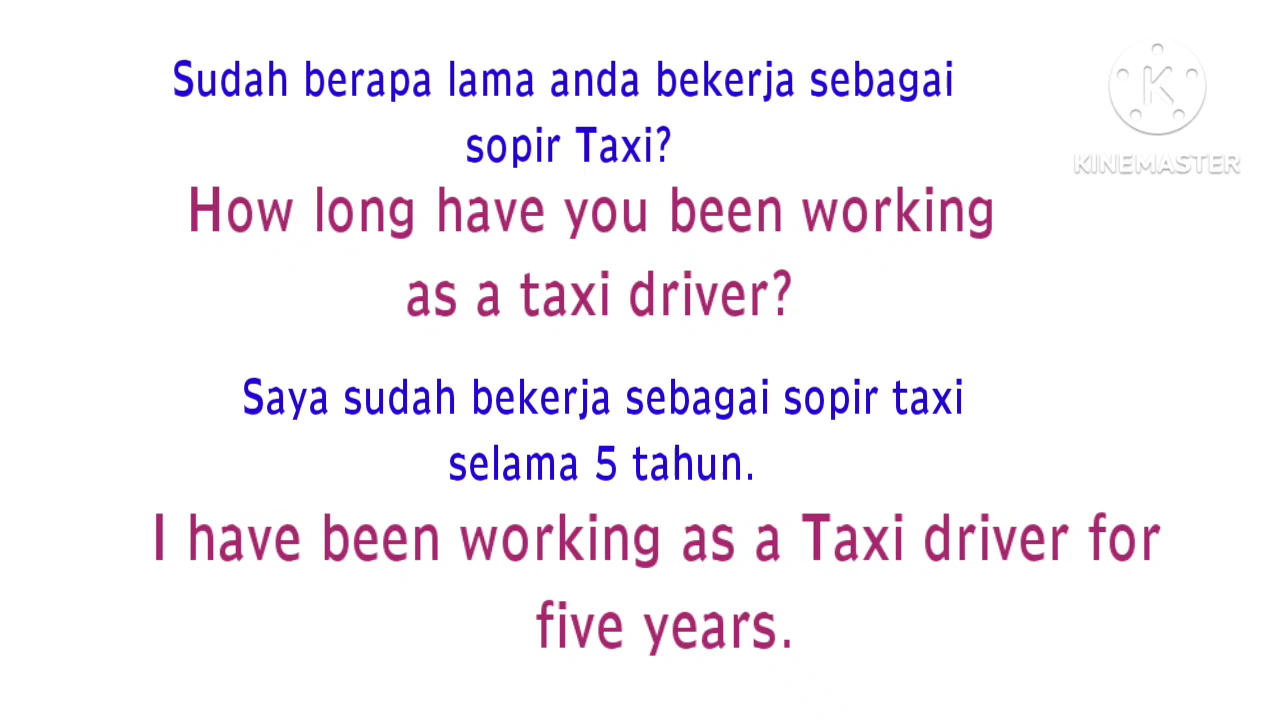 Sudah berapa lama anda bekerja sebagai
sopir Taxi?
How long have you been working
as a taxi driver?
Saya sudah bekerja sebagai sopir taxi
selama 5 tahun.
I have been working as a Taxi driver for
five years.
K
KINEMASTER